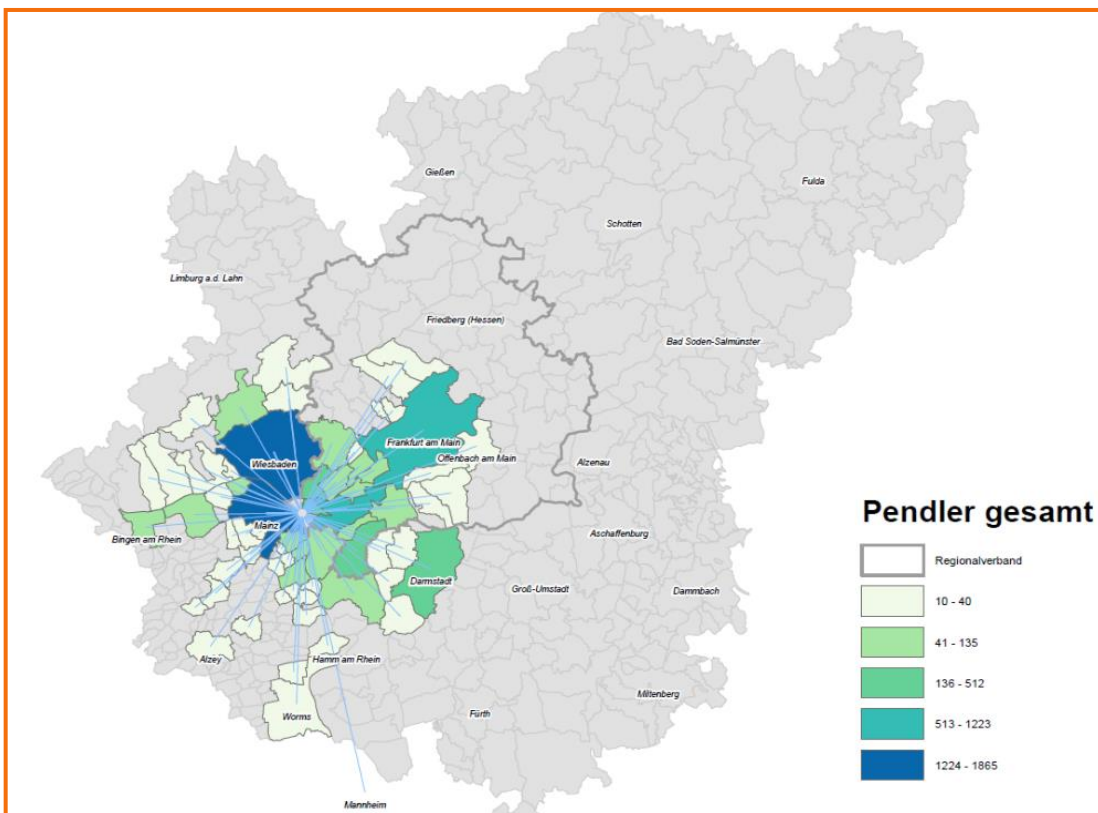 Gießen
Fulda
Schotten
Limburg a.d. Lahn
Friedberg (Hessen)
Bad Soden-Salmünster
Frankfurt am Main
Offenbach am Main
Wiesbaden
Alzenau
Mainz
Bingen am Rhein
Aschaffenburg
Darmstadt
Groß-Umstadt
Dammbach
Alzey
Hamm am Rhein
Miltenberg
Worms
Fürth
Mannheim
Pendler gesamt
Regionalverband
10 - 40
41 - 135
136 - 512
513 - 1223
1224 - 1865